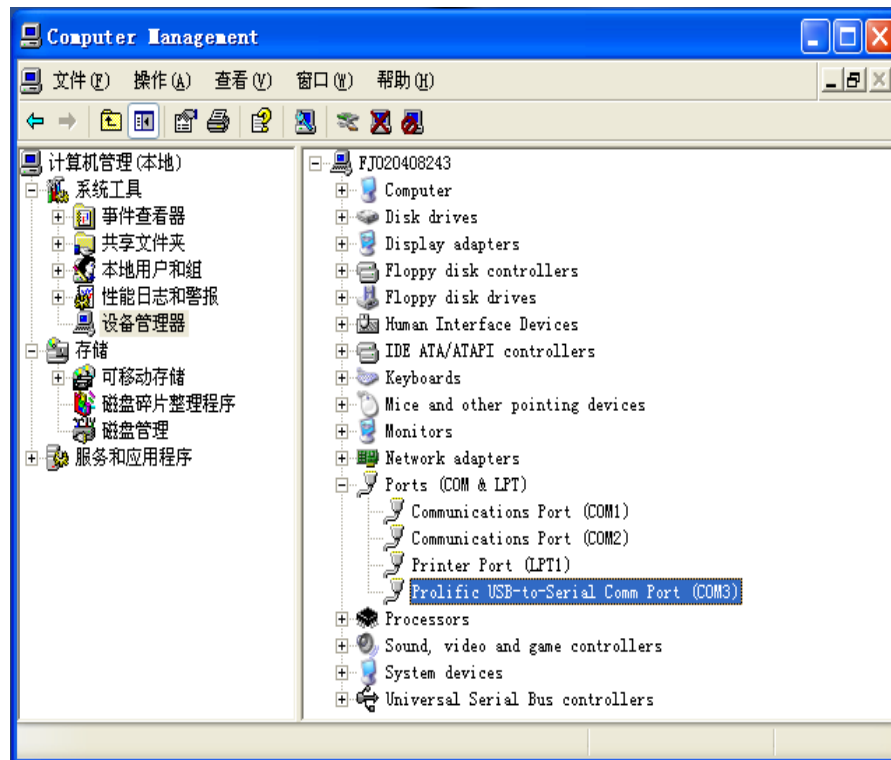 Computer Management
文件(F) 操作(A) 查看(V) 窗口(W) 帮助(H)
计算机管理(本地)
系统工具
事件查看器
共享文件夹
本地用户和组
性能日志和警报
设备管理器
存储
可移动存储
磁盘碎片整理程序
磁盘管理
服务和应用程序
FJ020408243
Computer
Disk drives
Display adapters
Floppy disk controllers
Floppy disk drives
Human Interface Devices
IDE ATA/ATAPI controllers
Keyboards
Mice and other pointing devices
Monitors
Network adapters
Ports (COM & LPT)
Communications Port (COM1)
Communications Port (COM2)
Printer Port (LPT1)
Prolific USB-to-Serial Comm Port (COM3)
Processors
Sound, video and game controllers
System devices
Universal Serial Bus controllers